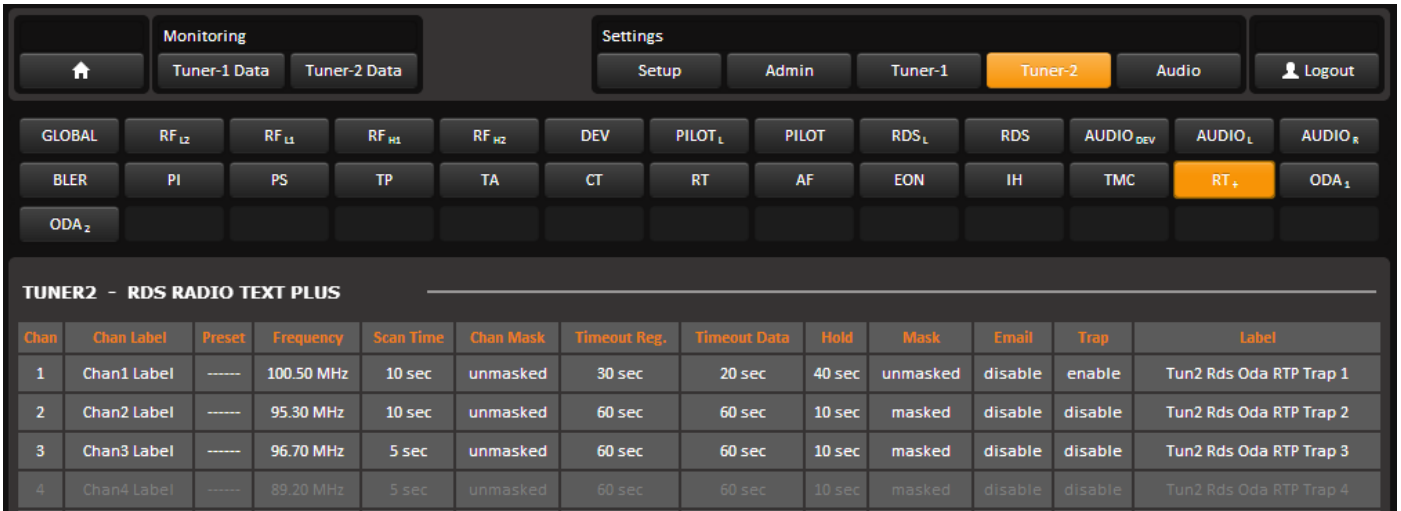 Monitoring Settings
Tuner-1 Data Tuner-2 Data Setup Admin Tuner-1 Tuner-2 Audio Logout
GLOBAL RF L2 RF L1 RF H1 RF H2 DEV PILOT L PILOT RDS L RDS AUDIO DEV AUDIO L AUDIO R
BLER PI PS TP TA CT RT AF EON IH TMC RT + ODA 1
ODA 2
TUNER2 - RDS RADIO TEXT PLUS
Chan Chan Label Preset Frequency Scan Time Chan Mask Timeout Reg. Timeout Data Hold Mask Email Trap Label
1 Chan1 Label ------ 100.50 MHz 10 sec unmasked 30 sec 20 sec 40 sec unmasked disable enable Tun2 Rds Oda RTP Trap 1
2 Chan2 Label ------ 95.30 MHz 10 sec unmasked 60 sec 60 sec 10 sec masked disable disable Tun2 Rds Oda RTP Trap 2
3 Chan3 Label ------ 96.70 MHz 5 sec unmasked 60 sec 60 sec 10 sec masked disable disable Tun2 Rds Oda RTP Trap 3
4 Chan4 Label ------ 89.20 MHz 5 sec unmasked 60 sec 60 sec 10 sec masked disable disable Tun2 Rds Oda RTP Trap 4